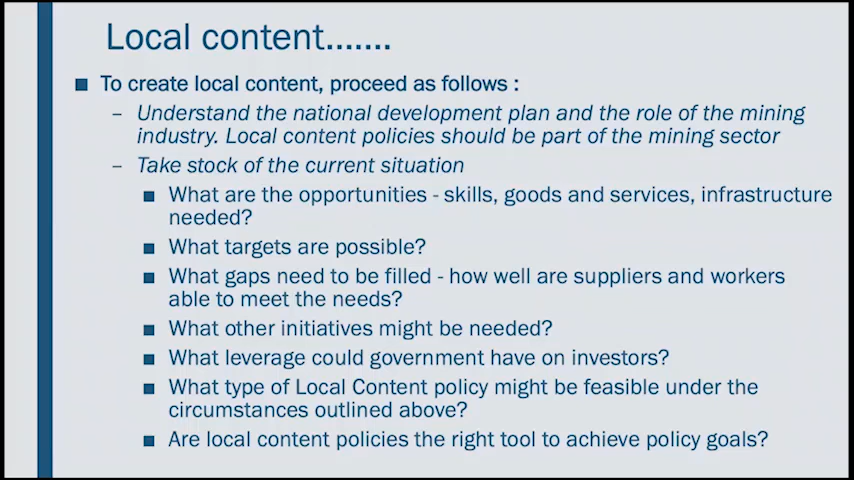 Local content.......
■ To create local content, proceed as follows :
– Understand the national development plan and the role of the mining
industry. Local content policies should be part of the mining sector
– Take stock of the current situation
■ What are the opportunities - skills, goods and services, infrastructure
needed?
■ What targets are possible?
■ What gaps need to be filled - how well are suppliers and workers
able to meet the needs?
■ What other initiatives might be needed?
■ What leverage could government have on investors?
■ What type of Local Content policy might be feasible under the
circumstances outlined above?
■ Are local content policies the right tool to achieve policy goals?